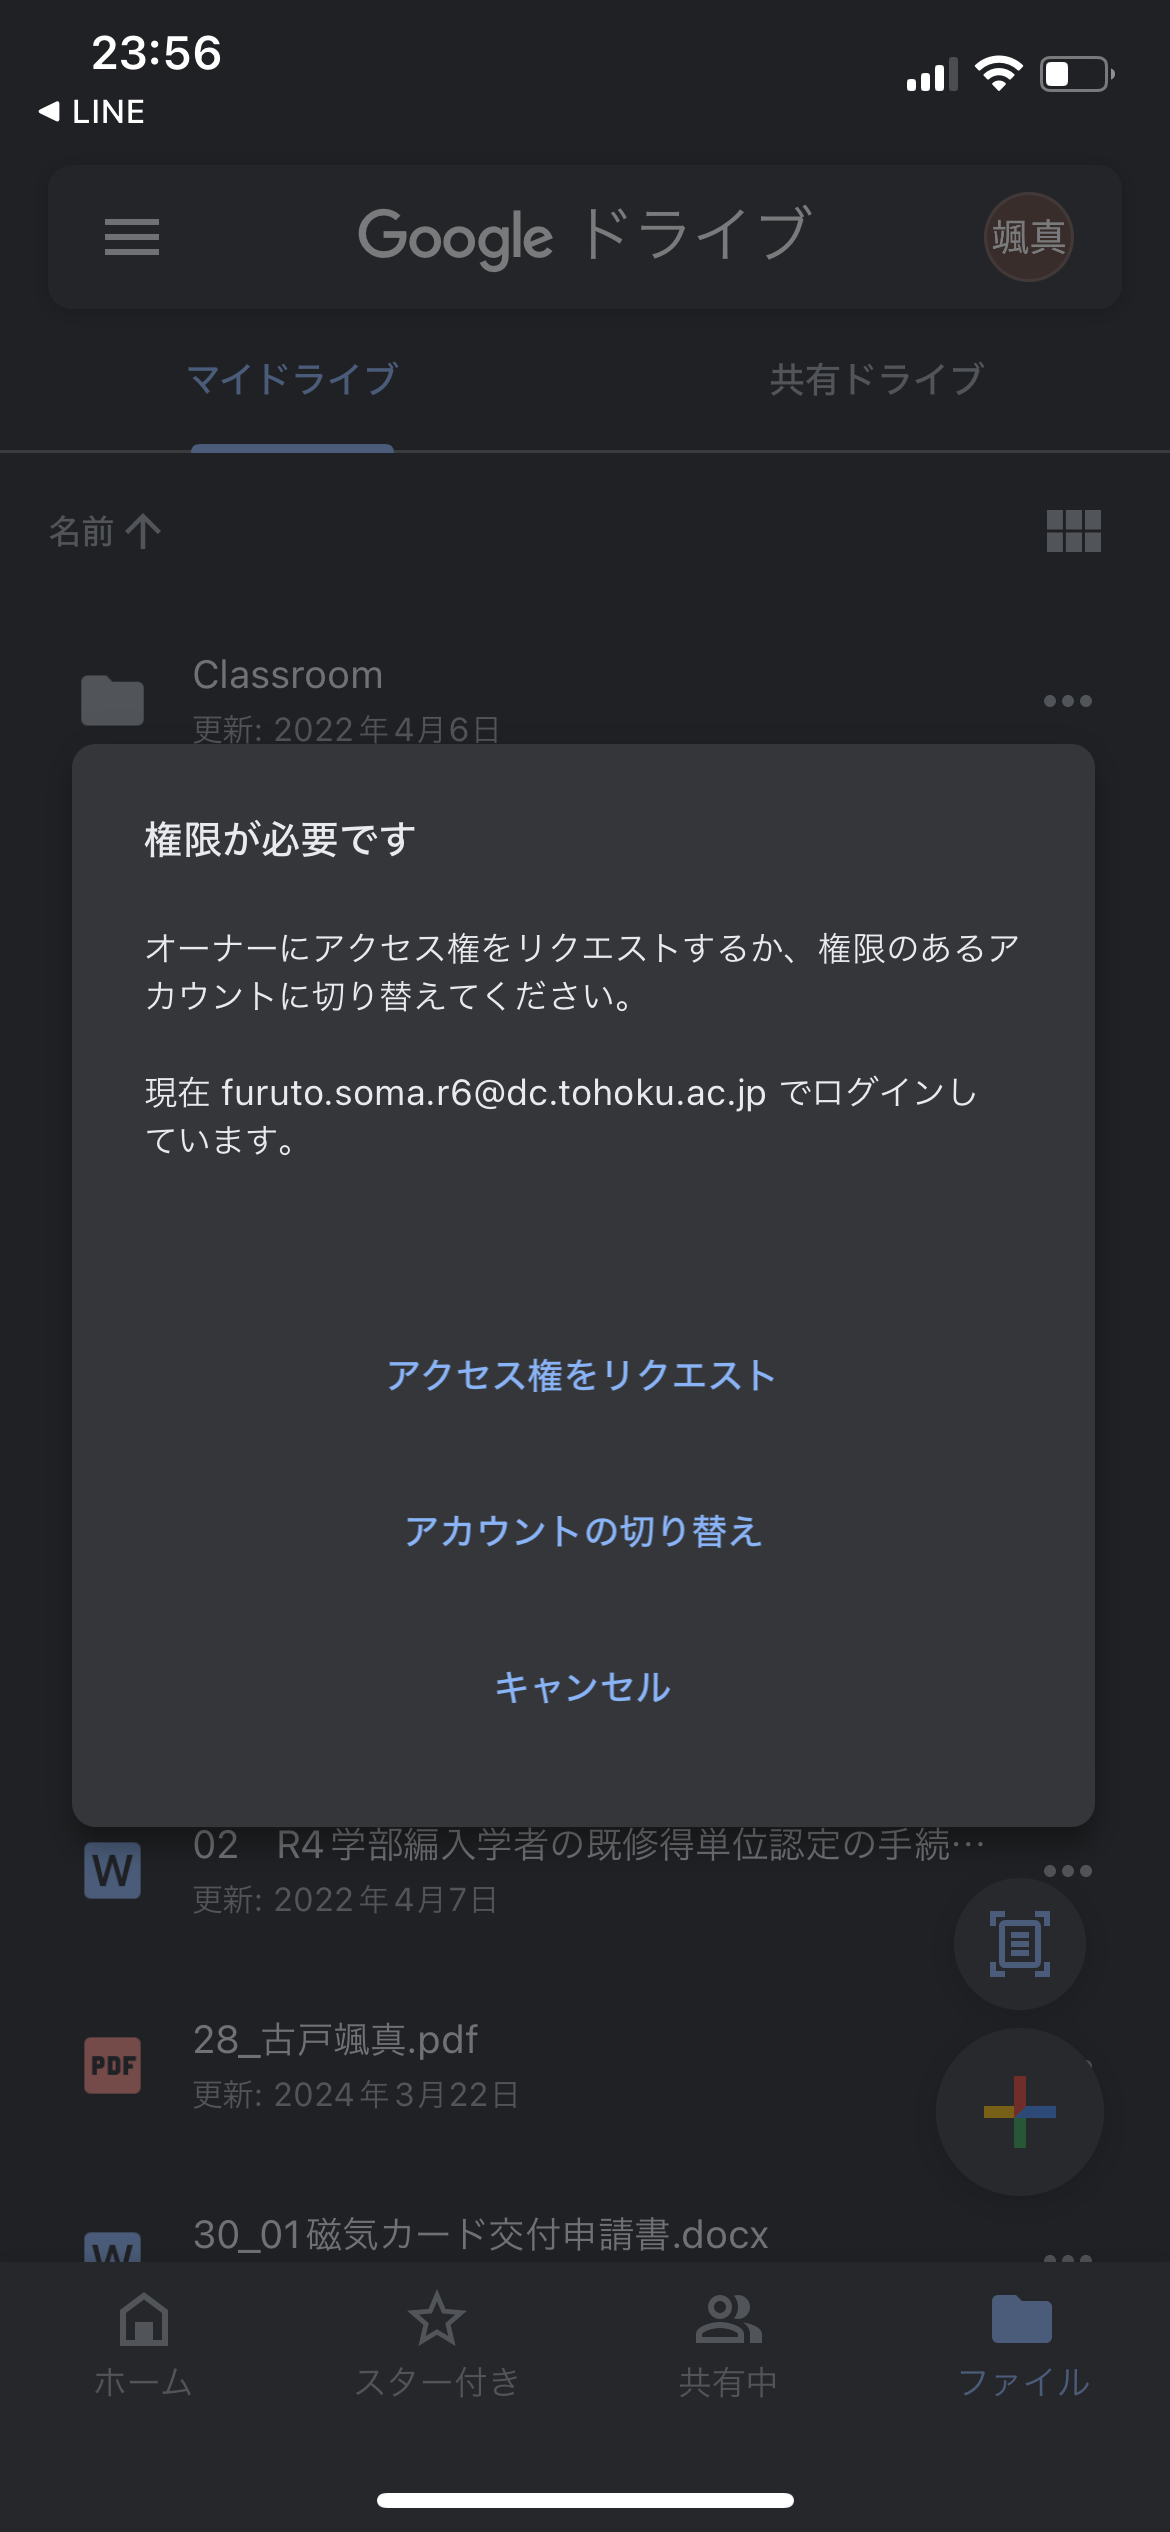 23:56
LINE
Google ドライブ
颯真
マイドライブ
共有ドライブ
名前
Classroom
更新: 2022年4月6日
権限が必要です
オーナーにアクセス権をリクエストするか、権限のあるア
カウントに切り替えてください。
現在 furuto.soma.r6@dc.tohoku.ac.jp でログインし
ています。
アクセス権をリクエスト
アカウントの切り替え
キャンセル
W
02　R4学部編入学者の既修得単位認定の手続…
更新: 2022年4月7日
PDF
28_古戸颯真.pdf
更新: 2024年3月22日
W
30_01磁気カード交付申請書.docx
ホーム
スター付き
共有中
ファイル